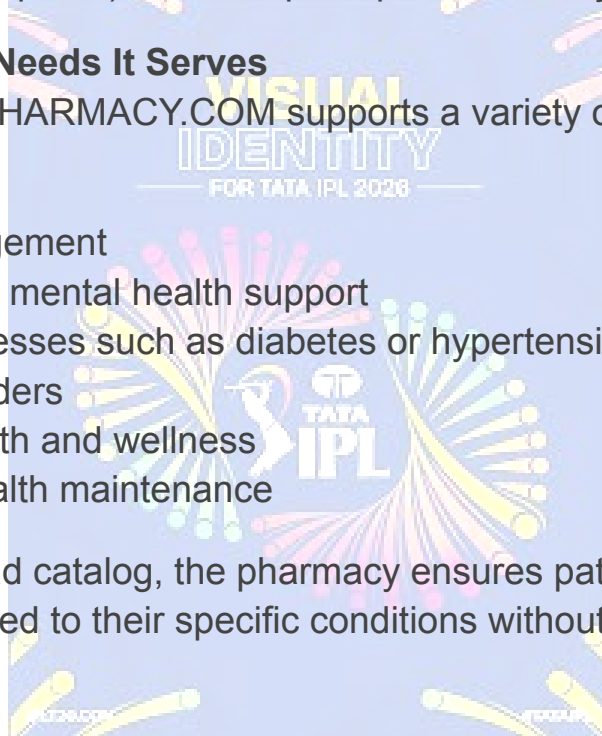 Needs It Serves
VISUAL
HARMACY.COM supports a variety
IDENTITY
FOR TATA IPL 2026
gement
mental health support
esses such as diabetes or hypertensi
ders
TATA
IPL
th and wellness
alth maintenance
d catalog, the pharmacy ensures pat
ed to their specific conditions without